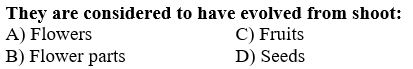 They are considered to have evolved from shoot:
A) Flowers C) Fruits
B) Flower parts D) Seeds